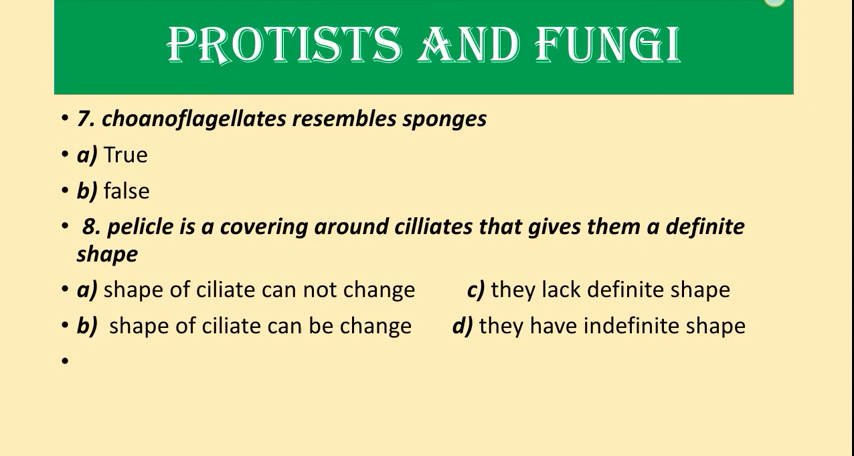 PROTISTS AND FUNGI
• 7. choanoflagellates resembles sponges
• a) True
• b) false
• 8. pelicle is a covering around cilliates that gives them a definite
shape
• a) shape of ciliate can not change c) they lack definite shape
• b) shape of ciliate can be change d) they have indefinite shape
•